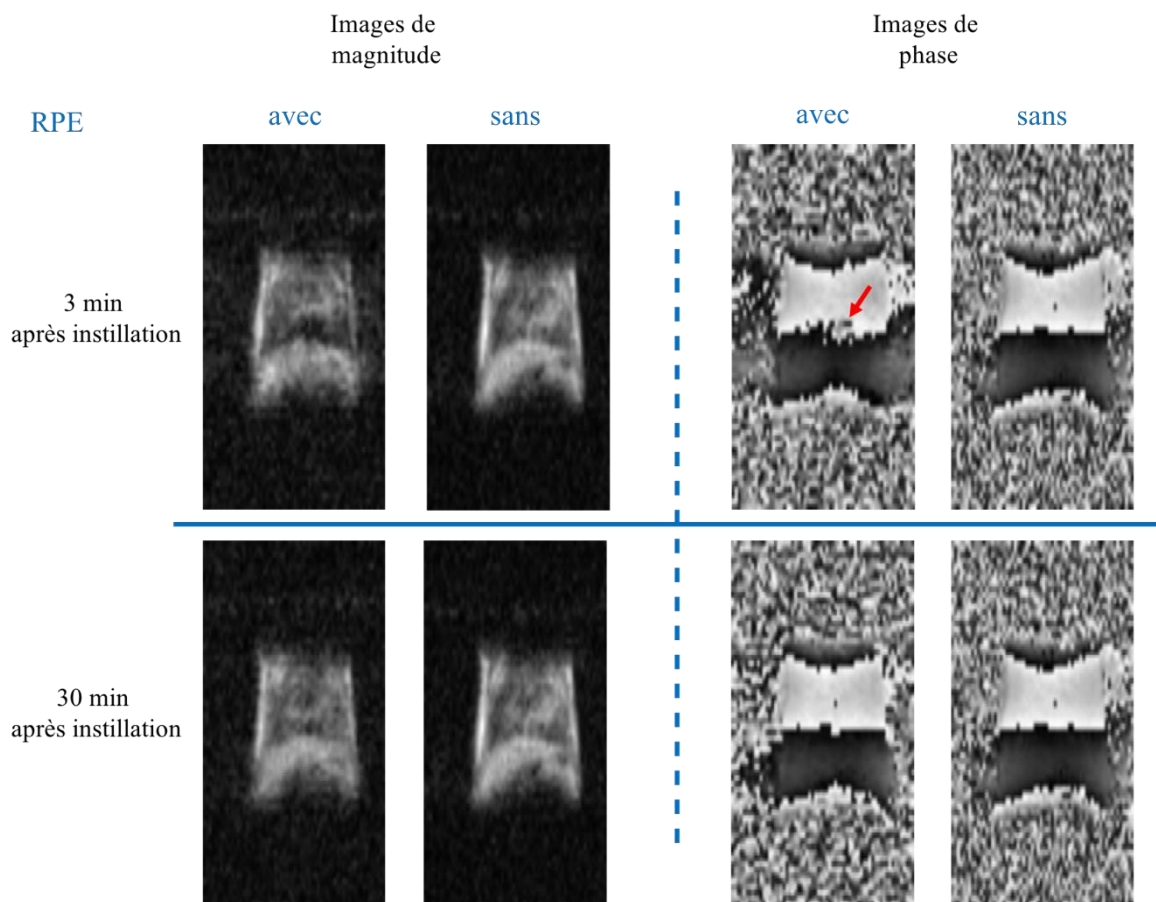 Images de
magnitude
Images de
phase
RPE
avec
sans
avec
sans
3 min
après instillation
30 min
après instillation